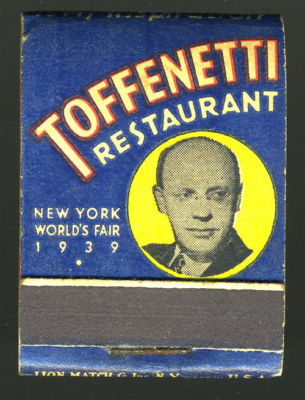 TOFFENETTI
RESTAURANT
NEW YORK
WORLD'S FAIR
1939
LION MATCH Co. Inc. N.Y. U.S.A.